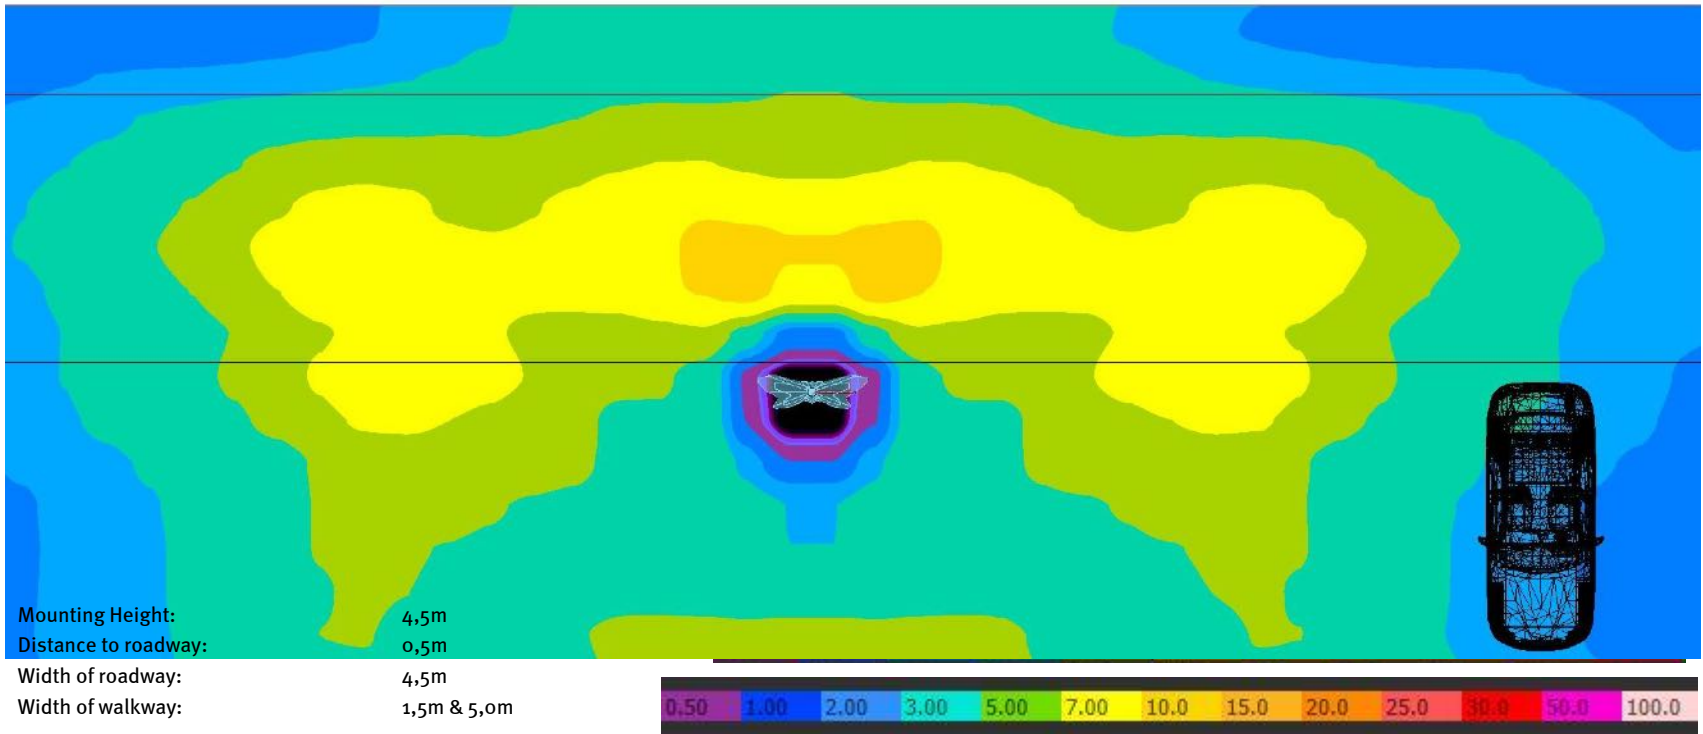 Mounting Height: 4,5m
Distance to roadway: 0,5m
Width of roadway: 4,5m
Width of walkway: 1,5m & 5,0m
0.50 1.00 2.00 3.00 5.00 7.00 10.0 15.0 20.0 25.0 30.0 50.0 100.0